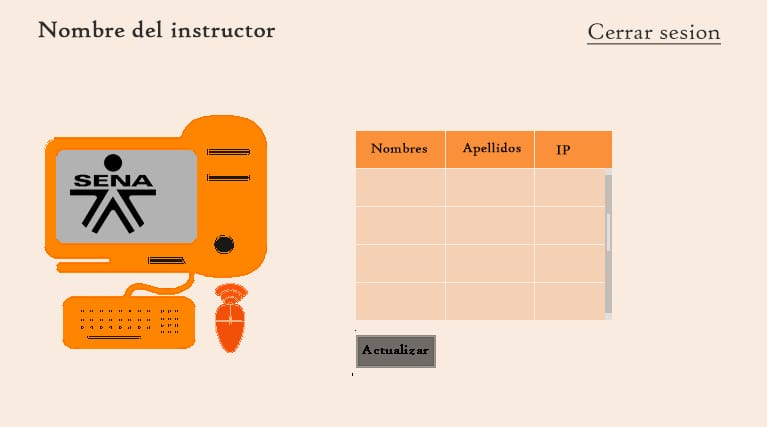 Nombre del instructor
Cerrar sesion
SENA
Nombres
Apellidos
IP
Actualizar